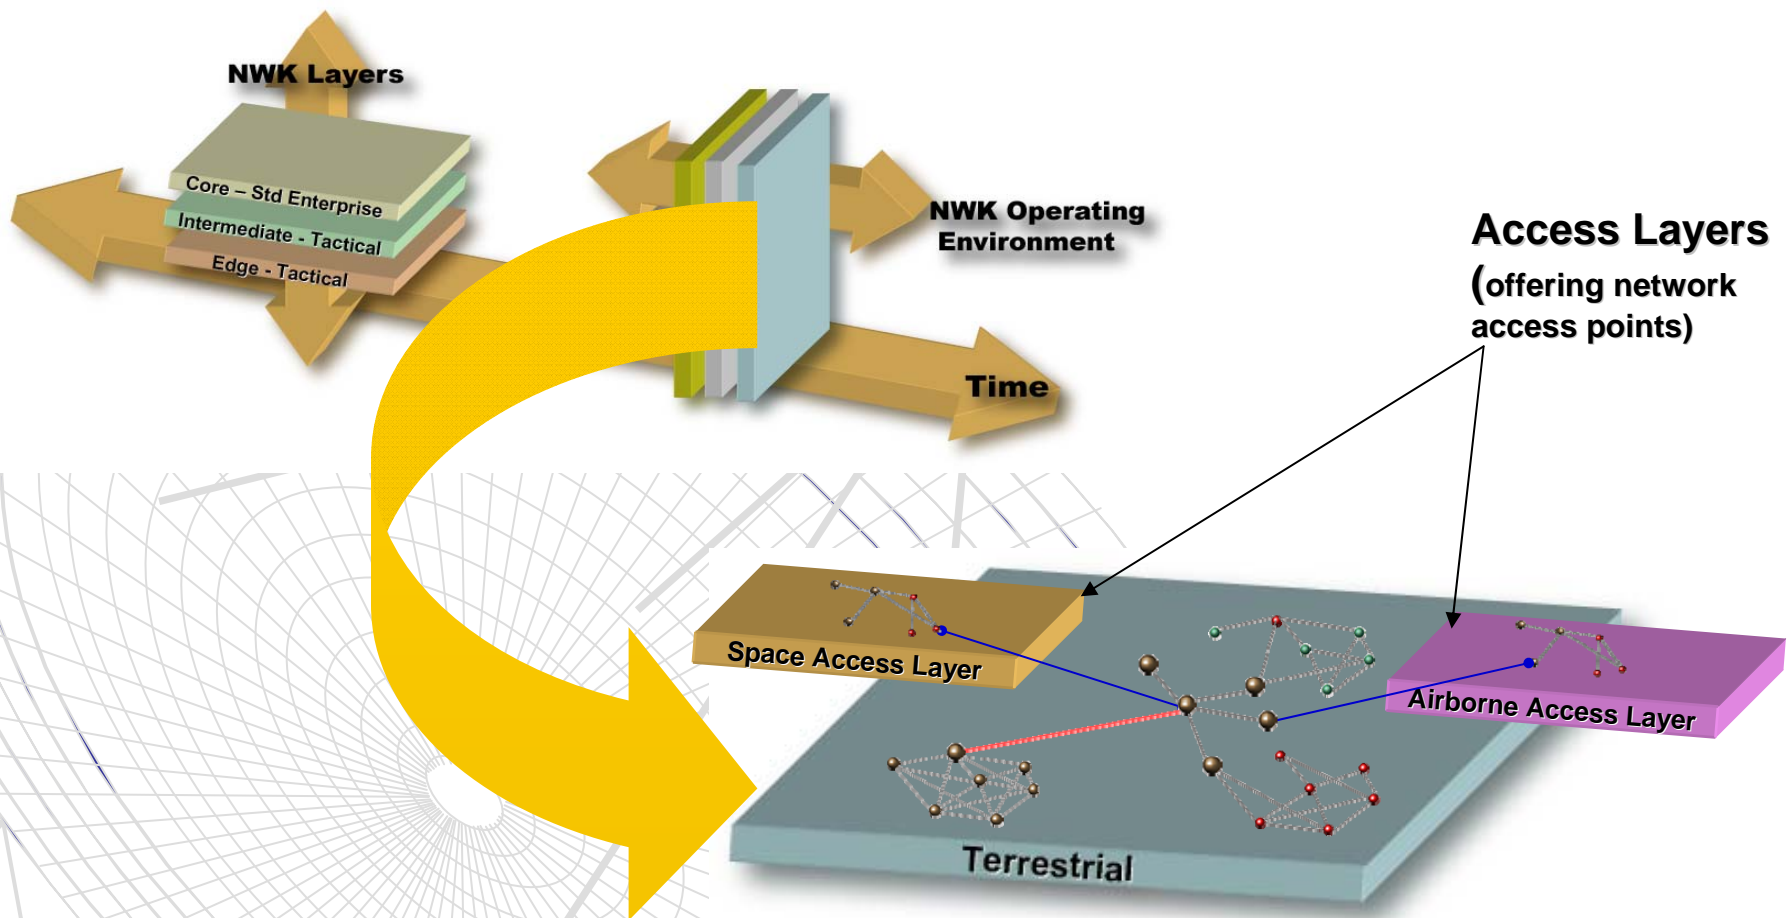 NWK Layers
Core – Std Enterprise
Intermediate - Tactical
Edge - Tactical
NWK Operating
Environment
Time
Access Layers
(offering network
access points)
Space Access Layer
Airborne Access Layer
Terrestrial